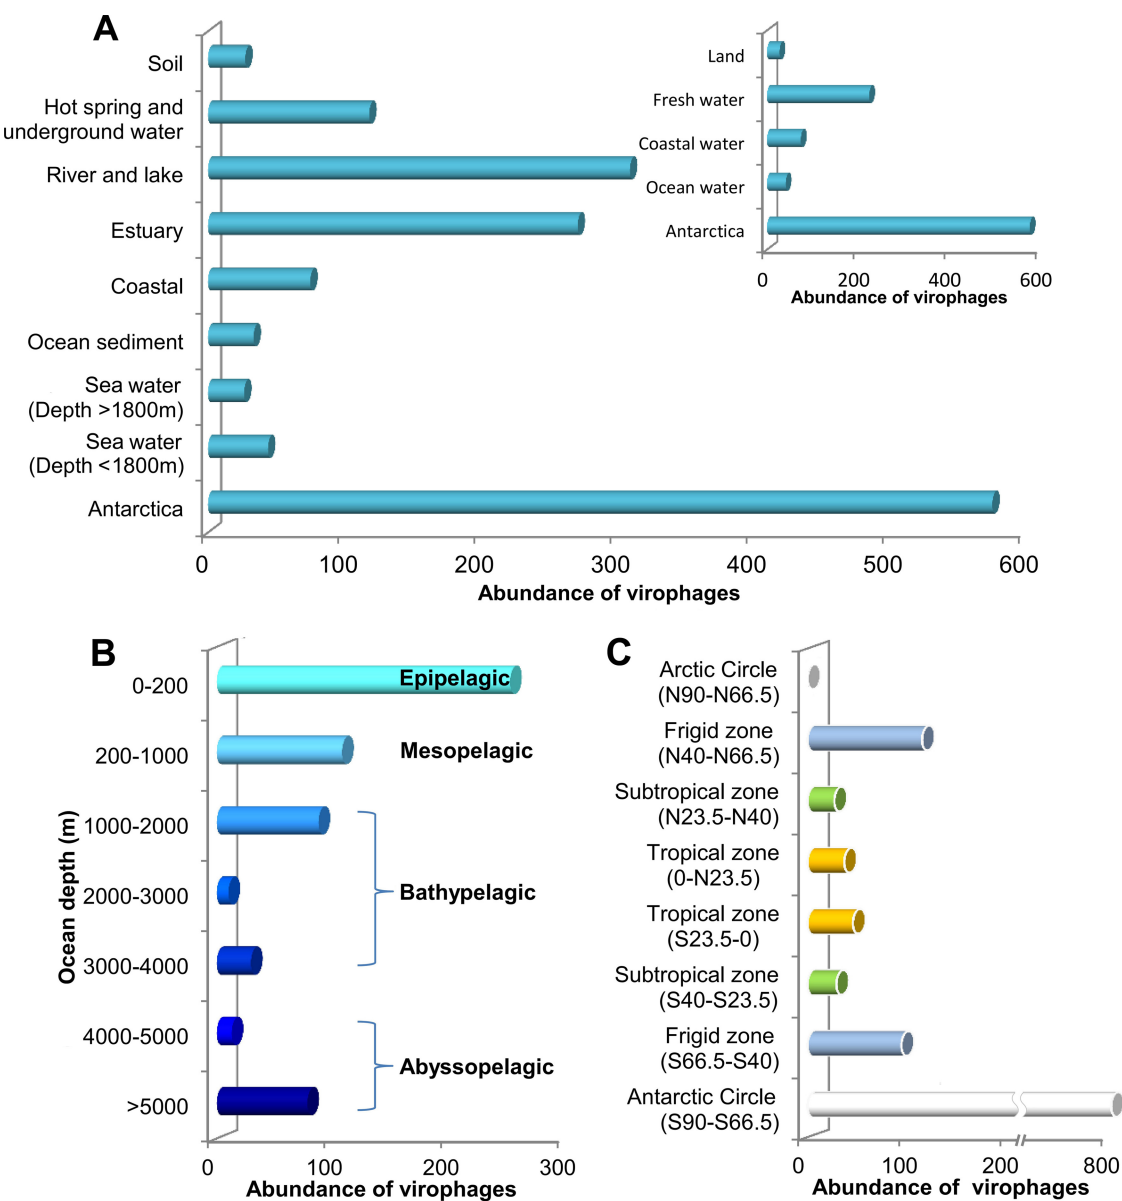 A
Soil
Hot spring and
underground water
River and lake
Estuary
Coastal
Ocean sediment
Sea water
(Depth >1800m)
Sea water
(Depth <1800m)
Antarctica
0 100 200 300 400 500 600
Abundance of virophages
Land
Fresh water
Coastal water
Ocean water
Antarctica
0 200 400 600
Abundance of virophages
B
Ocean depth (m)
0-200
Epipelagic
200-1000
Mesopelagic
1000-2000
2000-3000
Bathypelagic
3000-4000
4000-5000
Abyssopelagic
>5000
0 100 200 300
Abundance of virophages
C
Arctic Circle
(N90-N66.5)
Frigid zone
(N40-N66.5)
Subtropical zone
(N23.5-N40)
Tropical zone
(0-N23.5)
Tropical zone
(S23.5-0)
Subtropical zone
(S40-S23.5)
Frigid zone
(S66.5-S40)
Antarctic Circle
(S90-S66.5)
0 100 200 800
Abundance of virophages